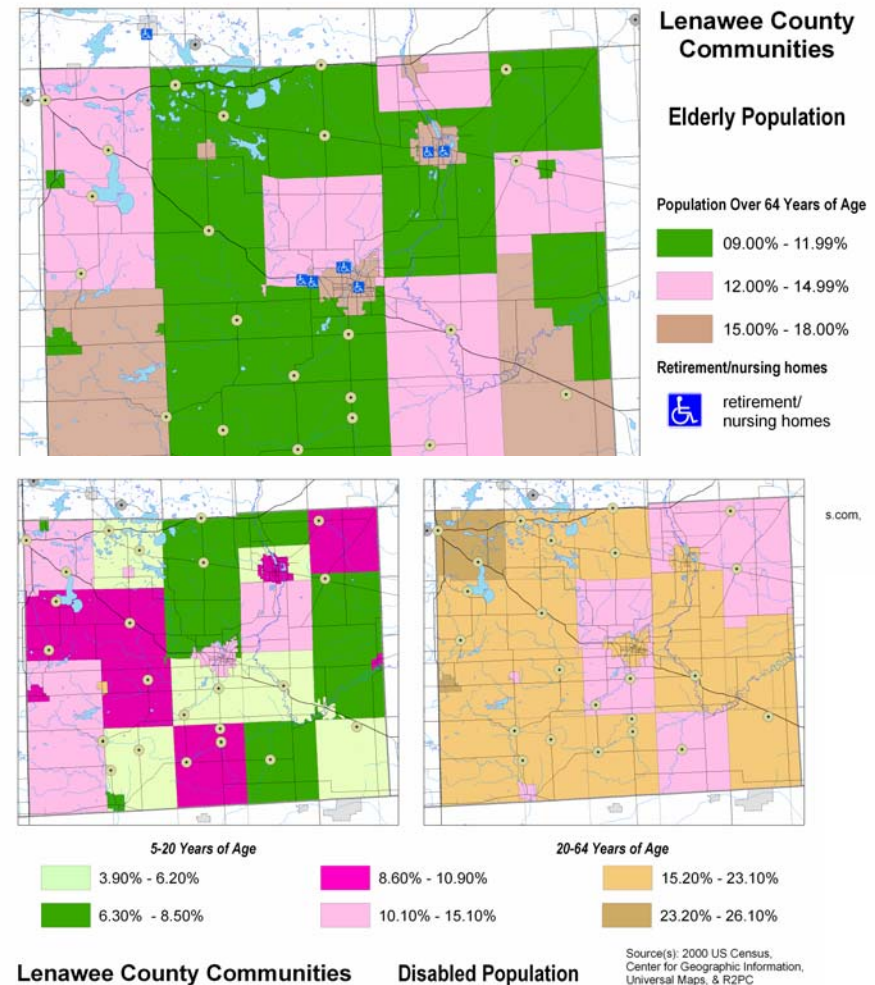 Lenawee County
Communities
Elderly Population
Population Over 64 Years of Age
09.00% - 11.99%
12.00% - 14.99%
15.00% - 18.00%
Retirement/nursing homes
retirement/
nursing homes
s.com,
5-20 Years of Age
20-64 Years of Age
3.90% - 6.20%
8.60% - 10.90%
15.20% - 23.10%
6.30% - 8.50%
10.10% - 15.10%
23.20% - 26.10%
Lenawee County Communities
Disabled Population
Source(s): 2000 US Census,
Center for Geographic Information,
Universal Maps, & R2PC